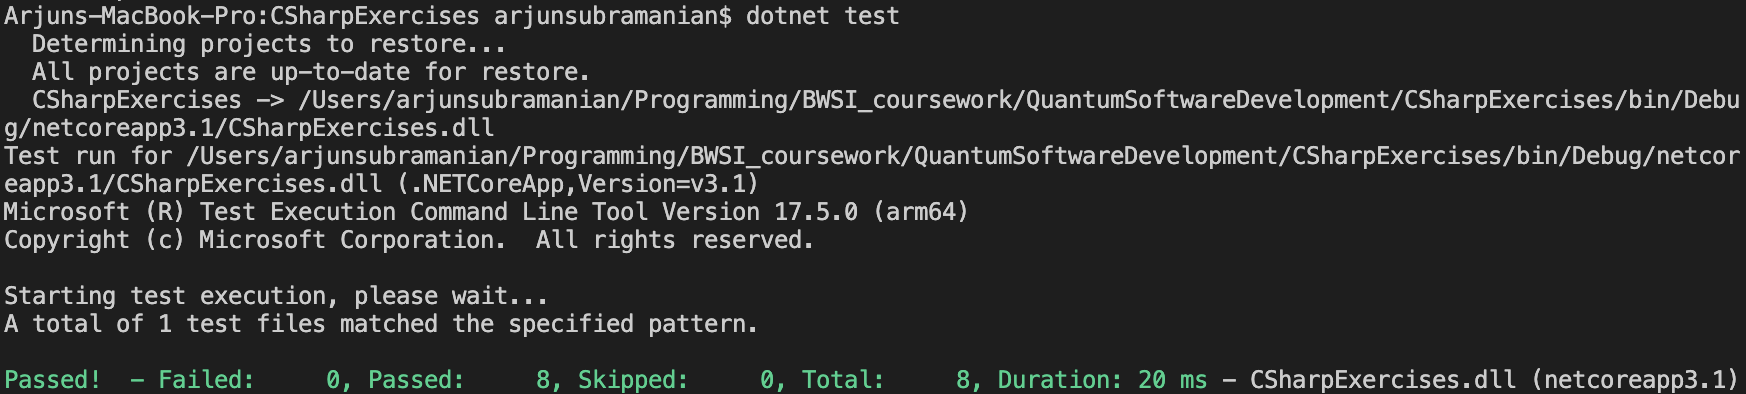 Arjuns-MacBook-Pro:CSharpExercises arjunsubramanian$ dotnet test
  Determining projects to restore...
  All projects are up-to-date for restore.
  CSharpExercises -> /Users/arjunsubramanian/Programming/BWSI_coursework/QuantumSoftwareDevelopment/CSharpExercises/bin/Debu
g/netcoreapp3.1/CSharpExercises.dll
Test run for /Users/arjunsubramanian/Programming/BWSI_coursework/QuantumSoftwareDevelopment/CSharpExercises/bin/Debug/netcor
eapp3.1/CSharpExercises.dll (.NETCoreApp,Version=v3.1)
Microsoft (R) Test Execution Command Line Tool Version 17.5.0 (arm64)
Copyright (c) Microsoft Corporation.  All rights reserved.

Starting test execution, please wait...
A total of 1 test files matched the specified pattern.

Passed!  - Failed:     0, Passed:     8, Skipped:     0, Total:     8, Duration: 20 ms - CSharpExercises.dll (netcoreapp3.1)